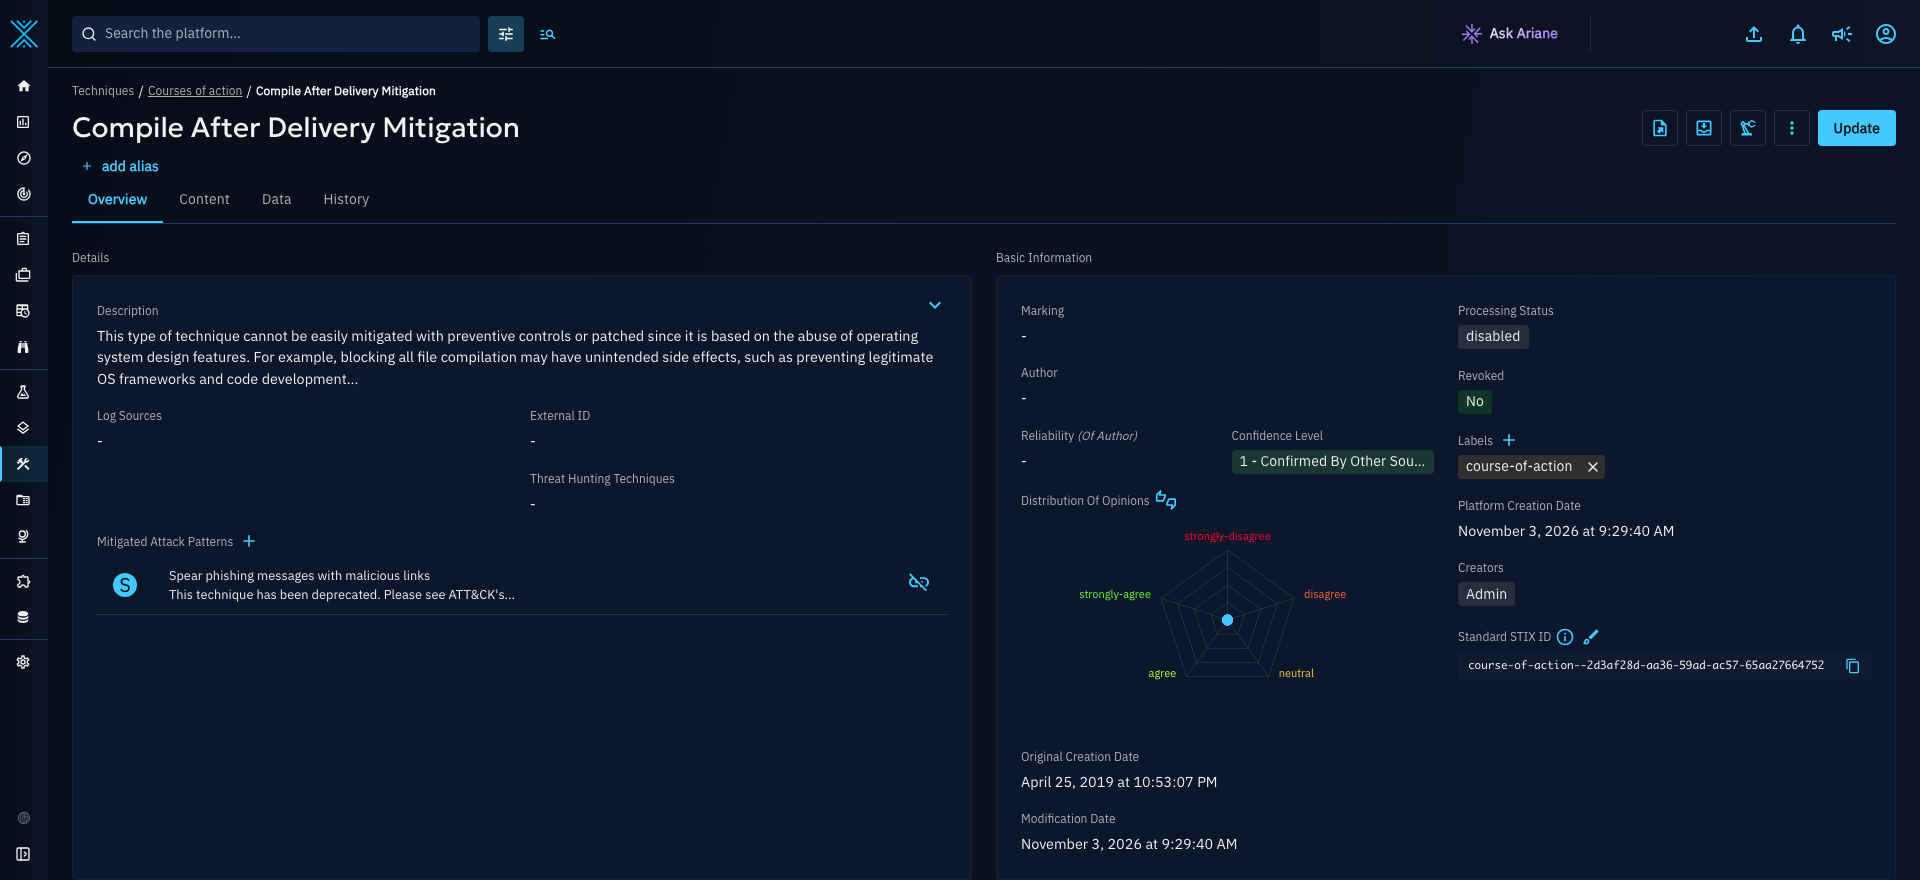 Search the platform...
Ask Ariane
Techniques / Courses of action / Compile After Delivery Mitigation
Compile After Delivery Mitigation
Update
+ add alias
Overview
Content
Data
History
Details
Description
This type of technique cannot be easily mitigated with preventive controls or patched since it is based on the abuse of operating
system design features. For example, blocking all file compilation may have unintended side effects, such as preventing legitimate
OS frameworks and code development...
Log Sources
-
External ID
-
Threat Hunting Techniques
-
Mitigated Attack Patterns
S
Spear phishing messages with malicious links
This technique has been deprecated. Please see ATT&CK's...
Basic Information
Marking
-
Author
-
Reliability (Of Author)
-
Confidence Level
1 - Confirmed By Other Sou...
Distribution Of Opinions
strongly-disagree
strongly-agree
disagree
agree
neutral
Original Creation Date
April 25, 2019 at 10:53:07 PM
Modification Date
November 3, 2026 at 9:29:40 AM
Processing Status
disabled
Revoked
No
Labels
course-of-action
Platform Creation Date
November 3, 2026 at 9:29:40 AM
Creators
Admin
Standard STIX ID
course-of-action--2d3af28d-aa36-59ad-ac57-65aa27664752